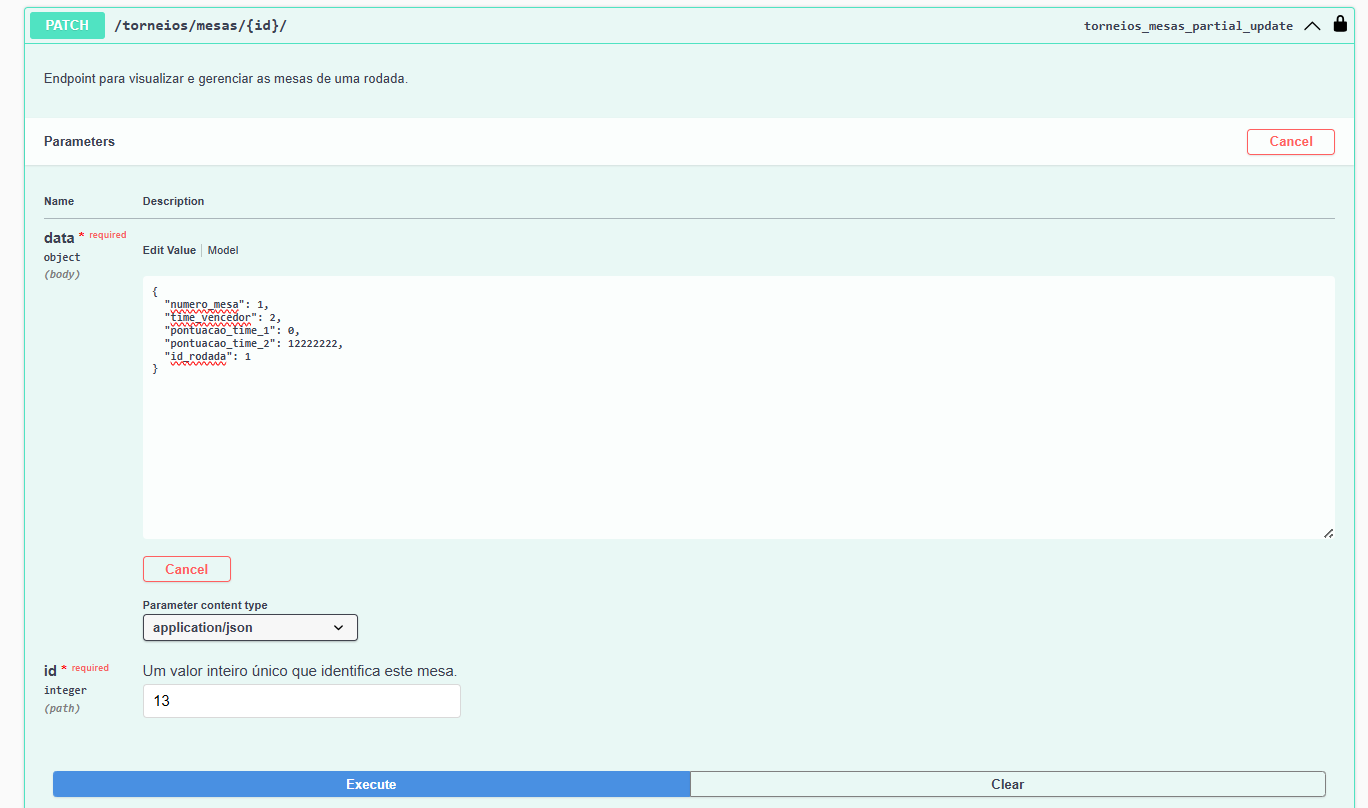 PATCH /torneios/mesas/{id}/ torneios_mesas_partial_update
Endpoint para visualizar e gerenciar as mesas de uma rodada.
Parameters Cancel
Name Description
data * required
object
(body)
Edit Value Model
{
  "numero_mesa": 1,
  "time_vencedor": 2,
  "pontuacao_time_1": 0,
  "pontuacao_time_2": 12222222,
  "id_rodada": 1
}
Cancel
Parameter content type
application/json
id * required
integer
(path)
Um valor inteiro único que identifica este mesa.
13
Execute Clear